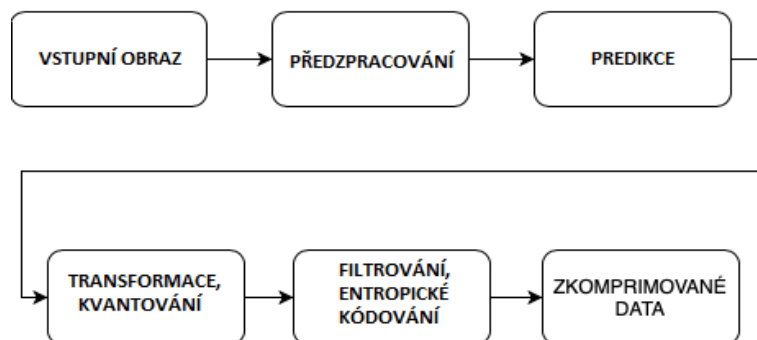 VSTUPNÍ OBRAZ
PŘEDZPRACOVÁNÍ
PREDIKCE
TRANSFORMACE,
KVANTOVÁNÍ
FILTROVÁNÍ,
ENTROPICKÉ
KÓDOVÁNÍ
ZKOMPRIMOVANÉ
DATA